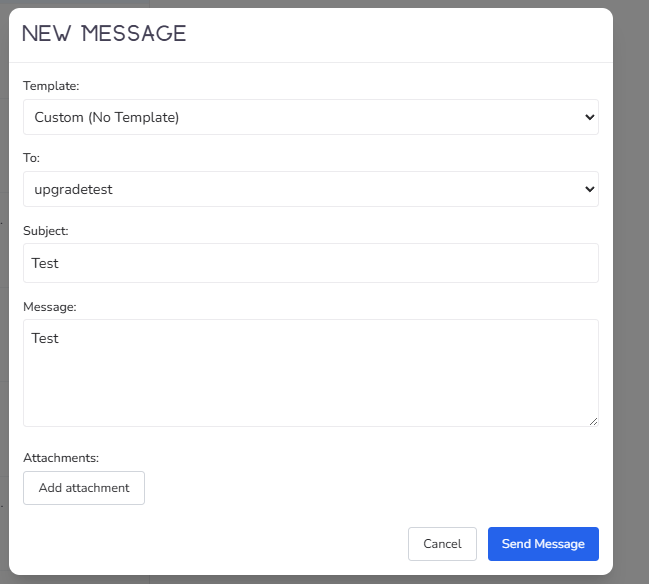 NEW MESSAGE
Template:
Custom (No Template)
To:
upgradetest
Subject:
Test
Message:
Test
Attachments:
Add attachment
Cancel
Send Message